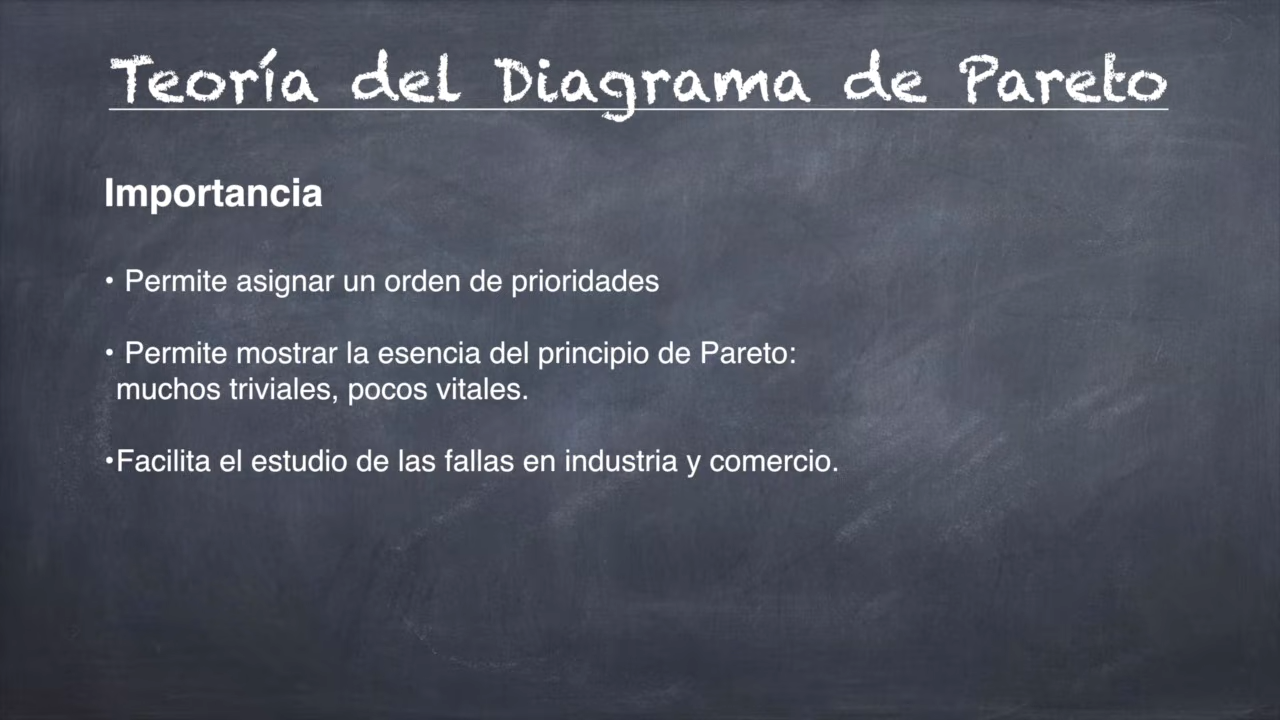 Teoría del Diagrama de Pareto
Importancia
• Permite asignar un orden de prioridades
• Permite mostrar la esencia del principio de Pareto:
muchos triviales, pocos vitales.
•Facilita el estudio de las fallas en industria y comercio.